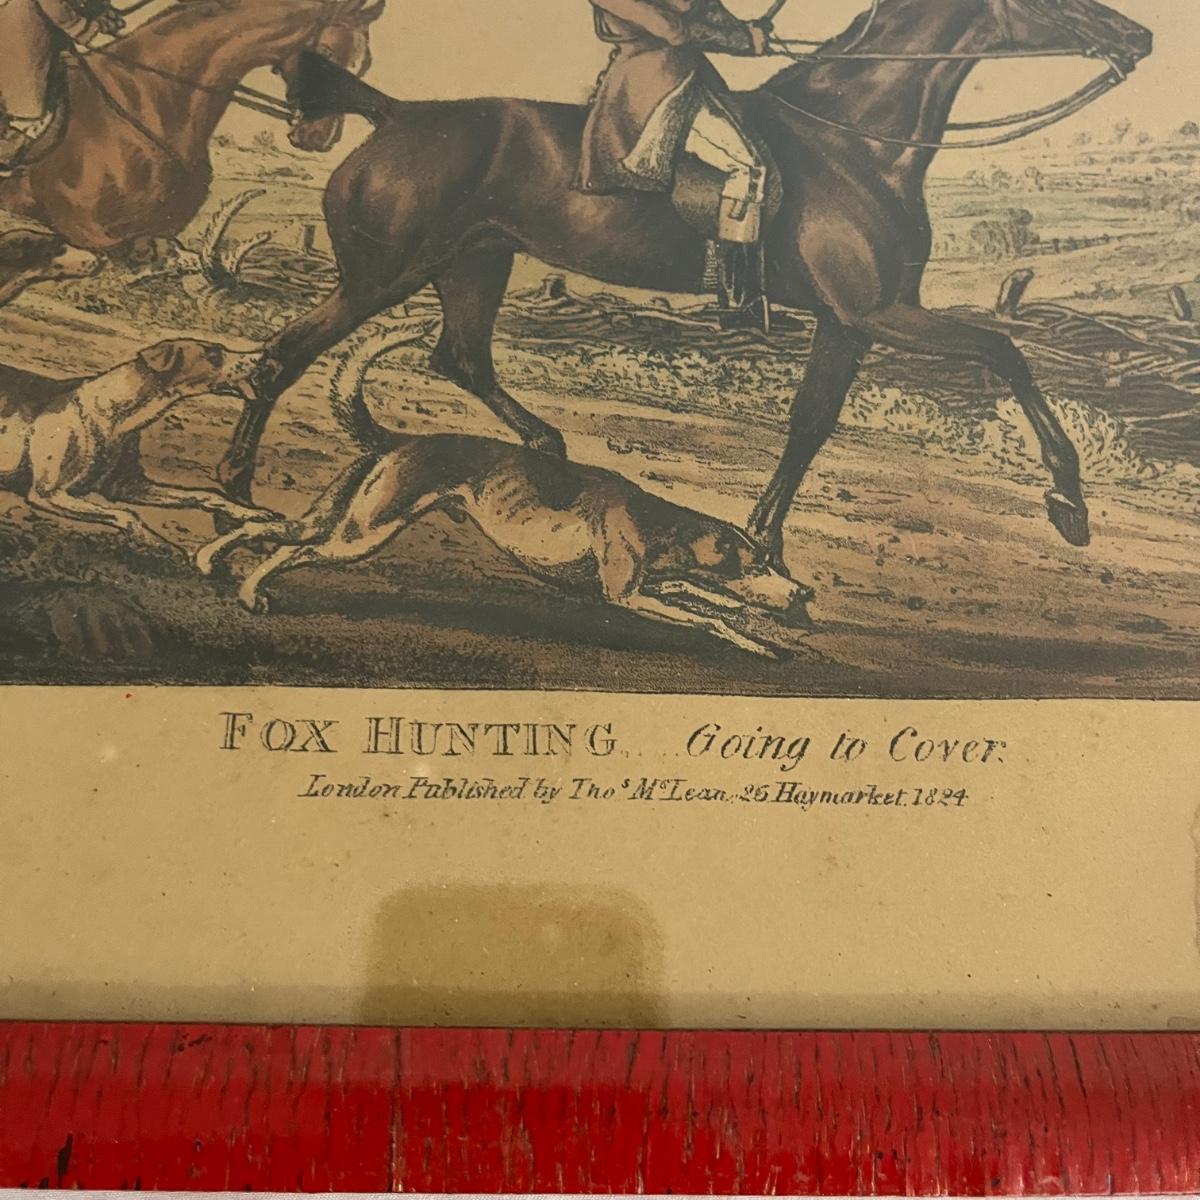 FOX HUNTING.... Going to Cover.
London Published by Thoˢ MᶜLean, 26 Haymarket. 1824